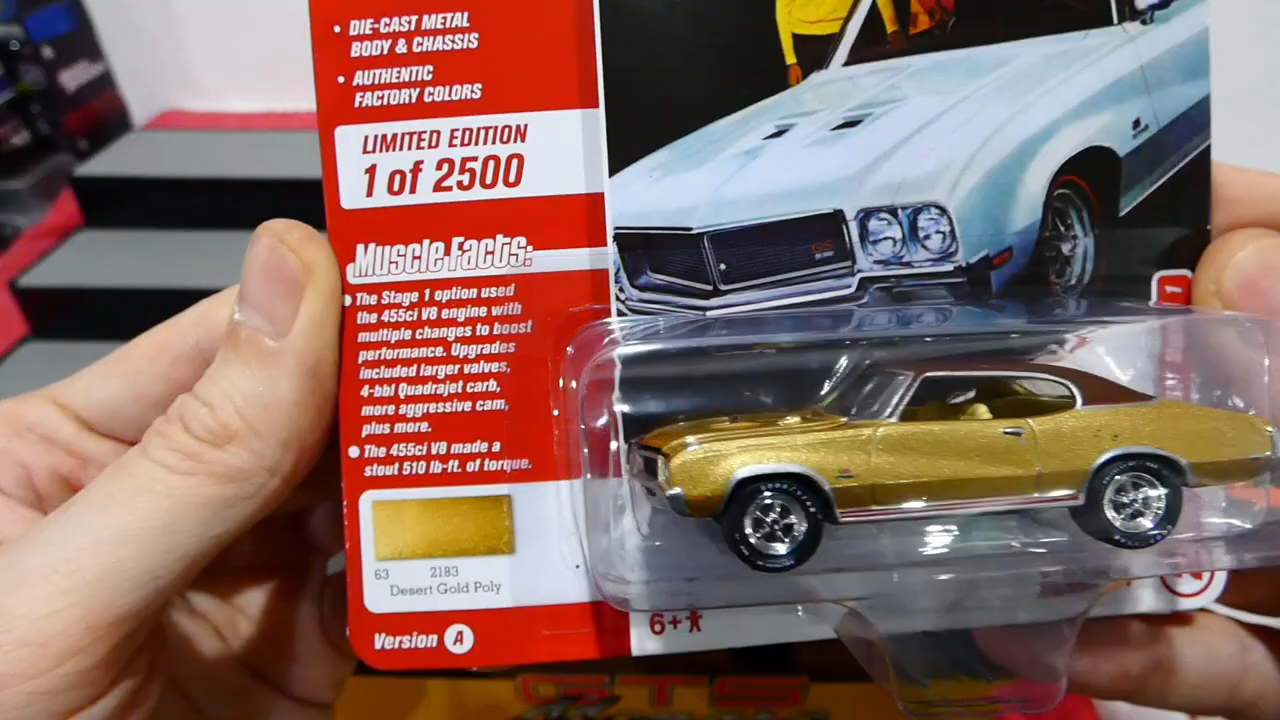 • DIE-CAST METAL
BODY & CHASSIS
• AUTHENTIC
FACTORY COLORS
LIMITED EDITION
1 of 2500
Muscle Facts:
• The Stage 1 option used
the 455ci V8 engine with
multiple changes to boost
performance. Upgrades
included larger valves,
4-bbl Quadrajet carb,
more aggressive cam,
plus more.
• The 455ci V8 made a
stout 510 lb-ft. of torque.
63 2183
Desert Gold Poly
Version A
GS
1
6+
GTS